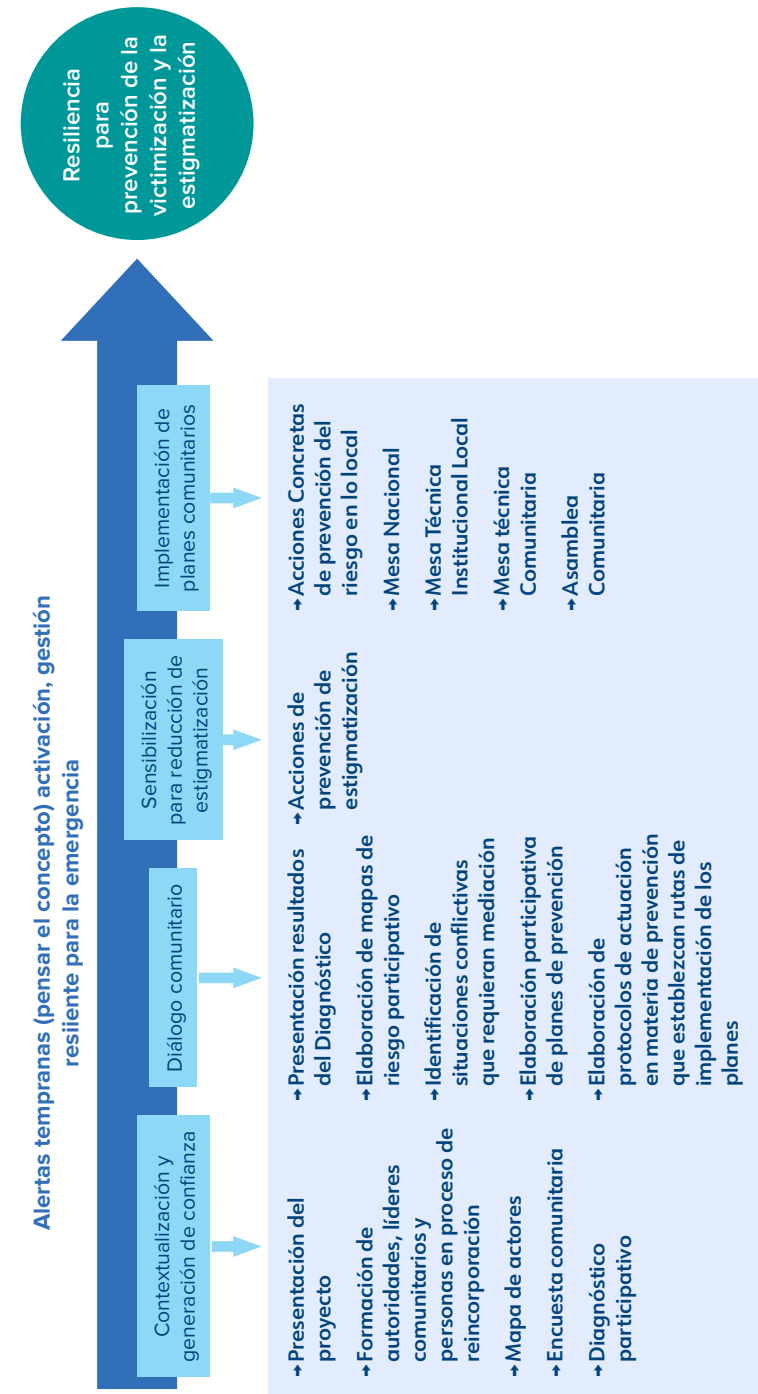 Alertas tempranas (pensar el concepto) activación, gestión
resiiente para la emergencia
Contextualización y
generación de confianza
➞Presentación del
proyecto
➞Formación de
autoridades, líderes
comunitarios y
personas en proceso de
reincorporación
➞Mapa de actores
➞Encuesta comunitaria
➞Diagnóstico
participativo
Diálogo comunitario
➞Presentación resultados
del Diagnóstico
➞Elaboración de mapas de
riesgo participativo
➞Identificación de
situaciones conflictivas
que requieran mediación
➞Elaboración participativa
de planes de prevención
➞Elaboración de
protocolos de actuación
en materia de prevención
que establezcan rutas de
implementación de los
planes
Sensibilización
para reducción de
estigmatización
➞Acciones de
prevención de
estigmatización
Implementación de
planes comunitarios
➞Acciones Concretas
de prevención del
riesgo en lo local
➞Mesa Nacional
➞Mesa Técnica
Institucional Local
➞Mesa técnica
Comunitaria
➞Asamblea
Comunitaria
Resiliencia
para
prevención de la
victimización y la
estigmatización